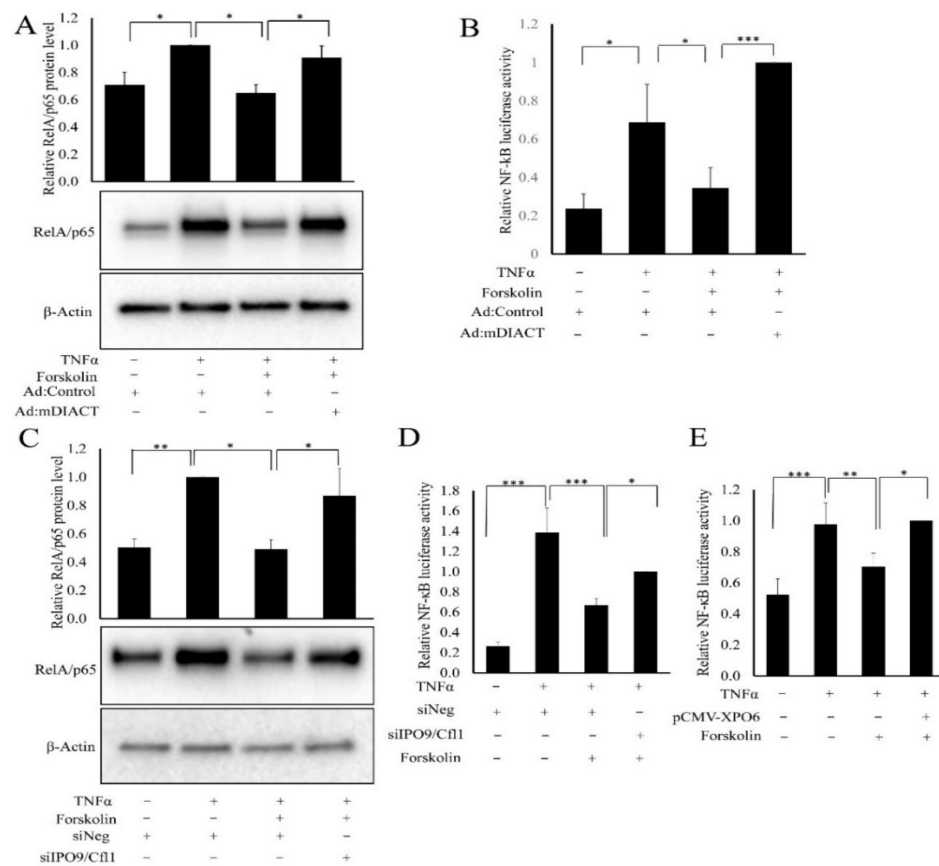 A
Relative RelA/p65 protein level
1.2
1.0
0.8
0.6
0.4
0.2
0.0
* * *
RelA/p65
β-Actin
TNFα – + + +
Forskolin – – + +
Ad:Control + + + –
Ad:mDIACT – – – +
B
Relative NF-kB luciferase activity
1
0.8
0.6
0.4
0.2
0
* * ***
TNFα – + + +
Forskolin – – + +
Ad:Control + + + –
Ad:mDIACT – – – +
C
Relative RelA/p65 protein level
1.2
1.0
0.8
0.6
0.4
0.2
0.0
** * *
RelA/p65
β-Actin
TNFα – + + +
Forskolin – – + +
siNeg + + + –
siIPO9/Cfl1 – – – +
D
Relative NF-κB luciferase activity
1.8
1.6
1.4
1.2
1.0
0.8
0.6
0.4
0.2
0.0
*** *** *
TNFα – + + +
siNeg + + + –
siIPO9/Cfl1 – – – +
Forskolin – – + +
E
Relative NF-κB luciferase activity
1.2
1.0
0.8
0.6
0.4
0.2
0.0
*** ** *
TNFα – + + +
pCMV-XPO6 – – – +
Forskolin – – + +